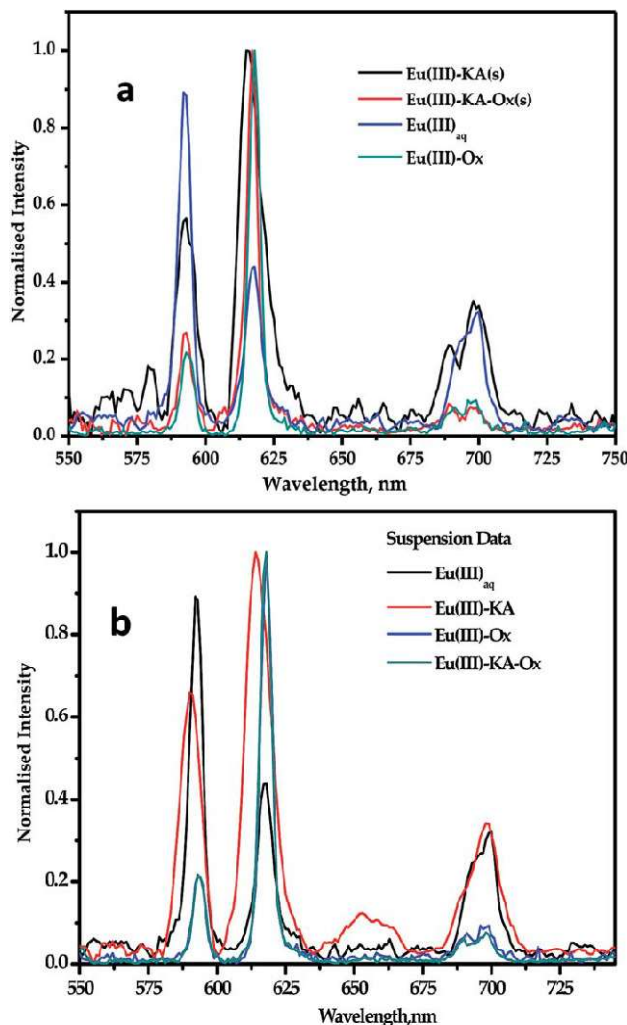 a
Eu(III)-KA(s)
Eu(III)-KA-Ox(s)
Eu(III)aq
Eu(III)-Ox
Normalised Intensity
1.0
0.8
0.6
0.4
0.2
0.0
550 575 600 625 650 675 700 725 750
Wavelength, nm
b
Suspension Data
Eu(III)aq
Eu(III)-KA
Eu(III)-Ox
Eu(III)-KA-Ox
Normalised Intensity
1.0
0.8
0.6
0.4
0.2
0.0
550 575 600 625 650 675 700 725
Wavelength,nm